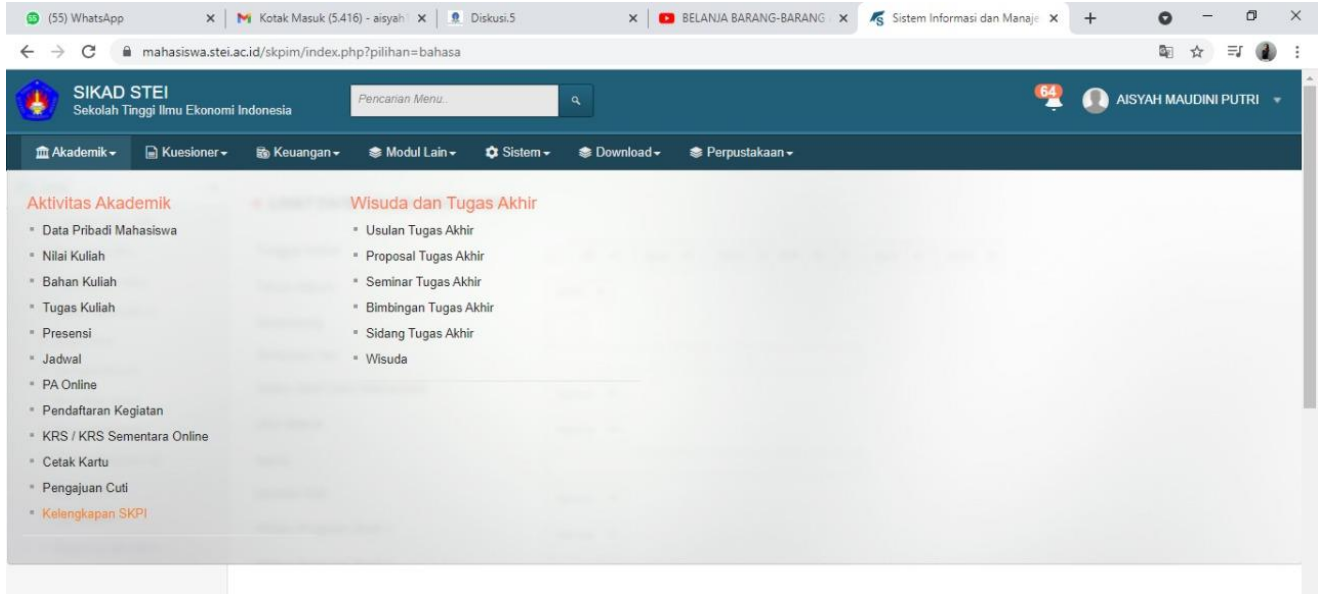 (55) WhatsApp
Kotak Masuk (5.416) - aisyah
Diskusi.5
BELANJA BARANG-BARANG
Sistem Informasi dan Manaje
mahasiswa.stei.ac.id/skpim/index.php?pilihan=bahasa
SIKAD STEI
Sekolah Tinggi Ilmu Ekonomi Indonesia
Pencarian Menu..
64
AISYAH MAUDINI PUTRI
Akademik
Kuesioner
Keuangan
Modul Lain
Sistem
Download
Perpustakaan
Aktivitas Akademik
Data Pribadi Mahasiswa
Nilai Kuliah
Bahan Kuliah
Tugas Kuliah
Presensi
Jadwal
PA Online
Pendaftaran Kegiatan
KRS / KRS Sementara Online
Cetak Kartu
Pengajuan Cuti
Kelengkapan SKPI
Wisuda dan Tugas Akhir
Usulan Tugas Akhir
Proposal Tugas Akhir
Seminar Tugas Akhir
Bimbingan Tugas Akhir
Sidang Tugas Akhir
Wisuda